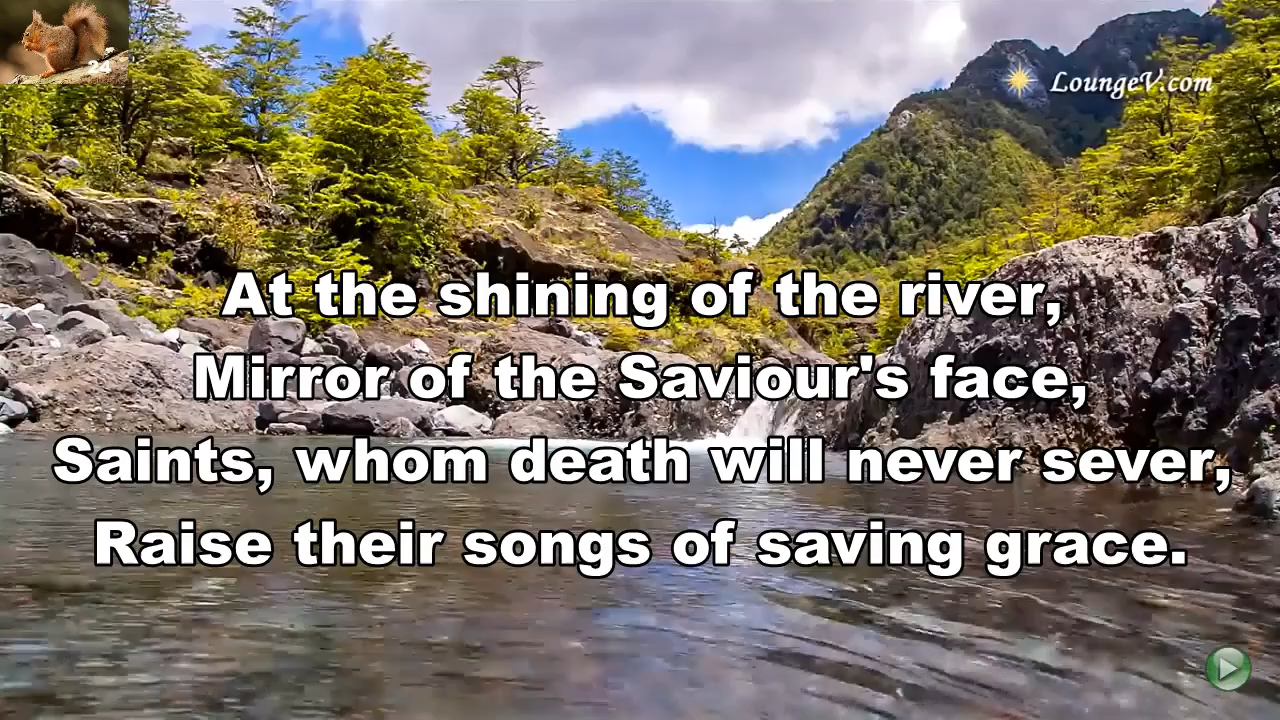 24
LoungeV.com
At the shining of the river,
Mirror of the Saviour's face,
Saints, whom death will never sever,
Raise their songs of saving grace.